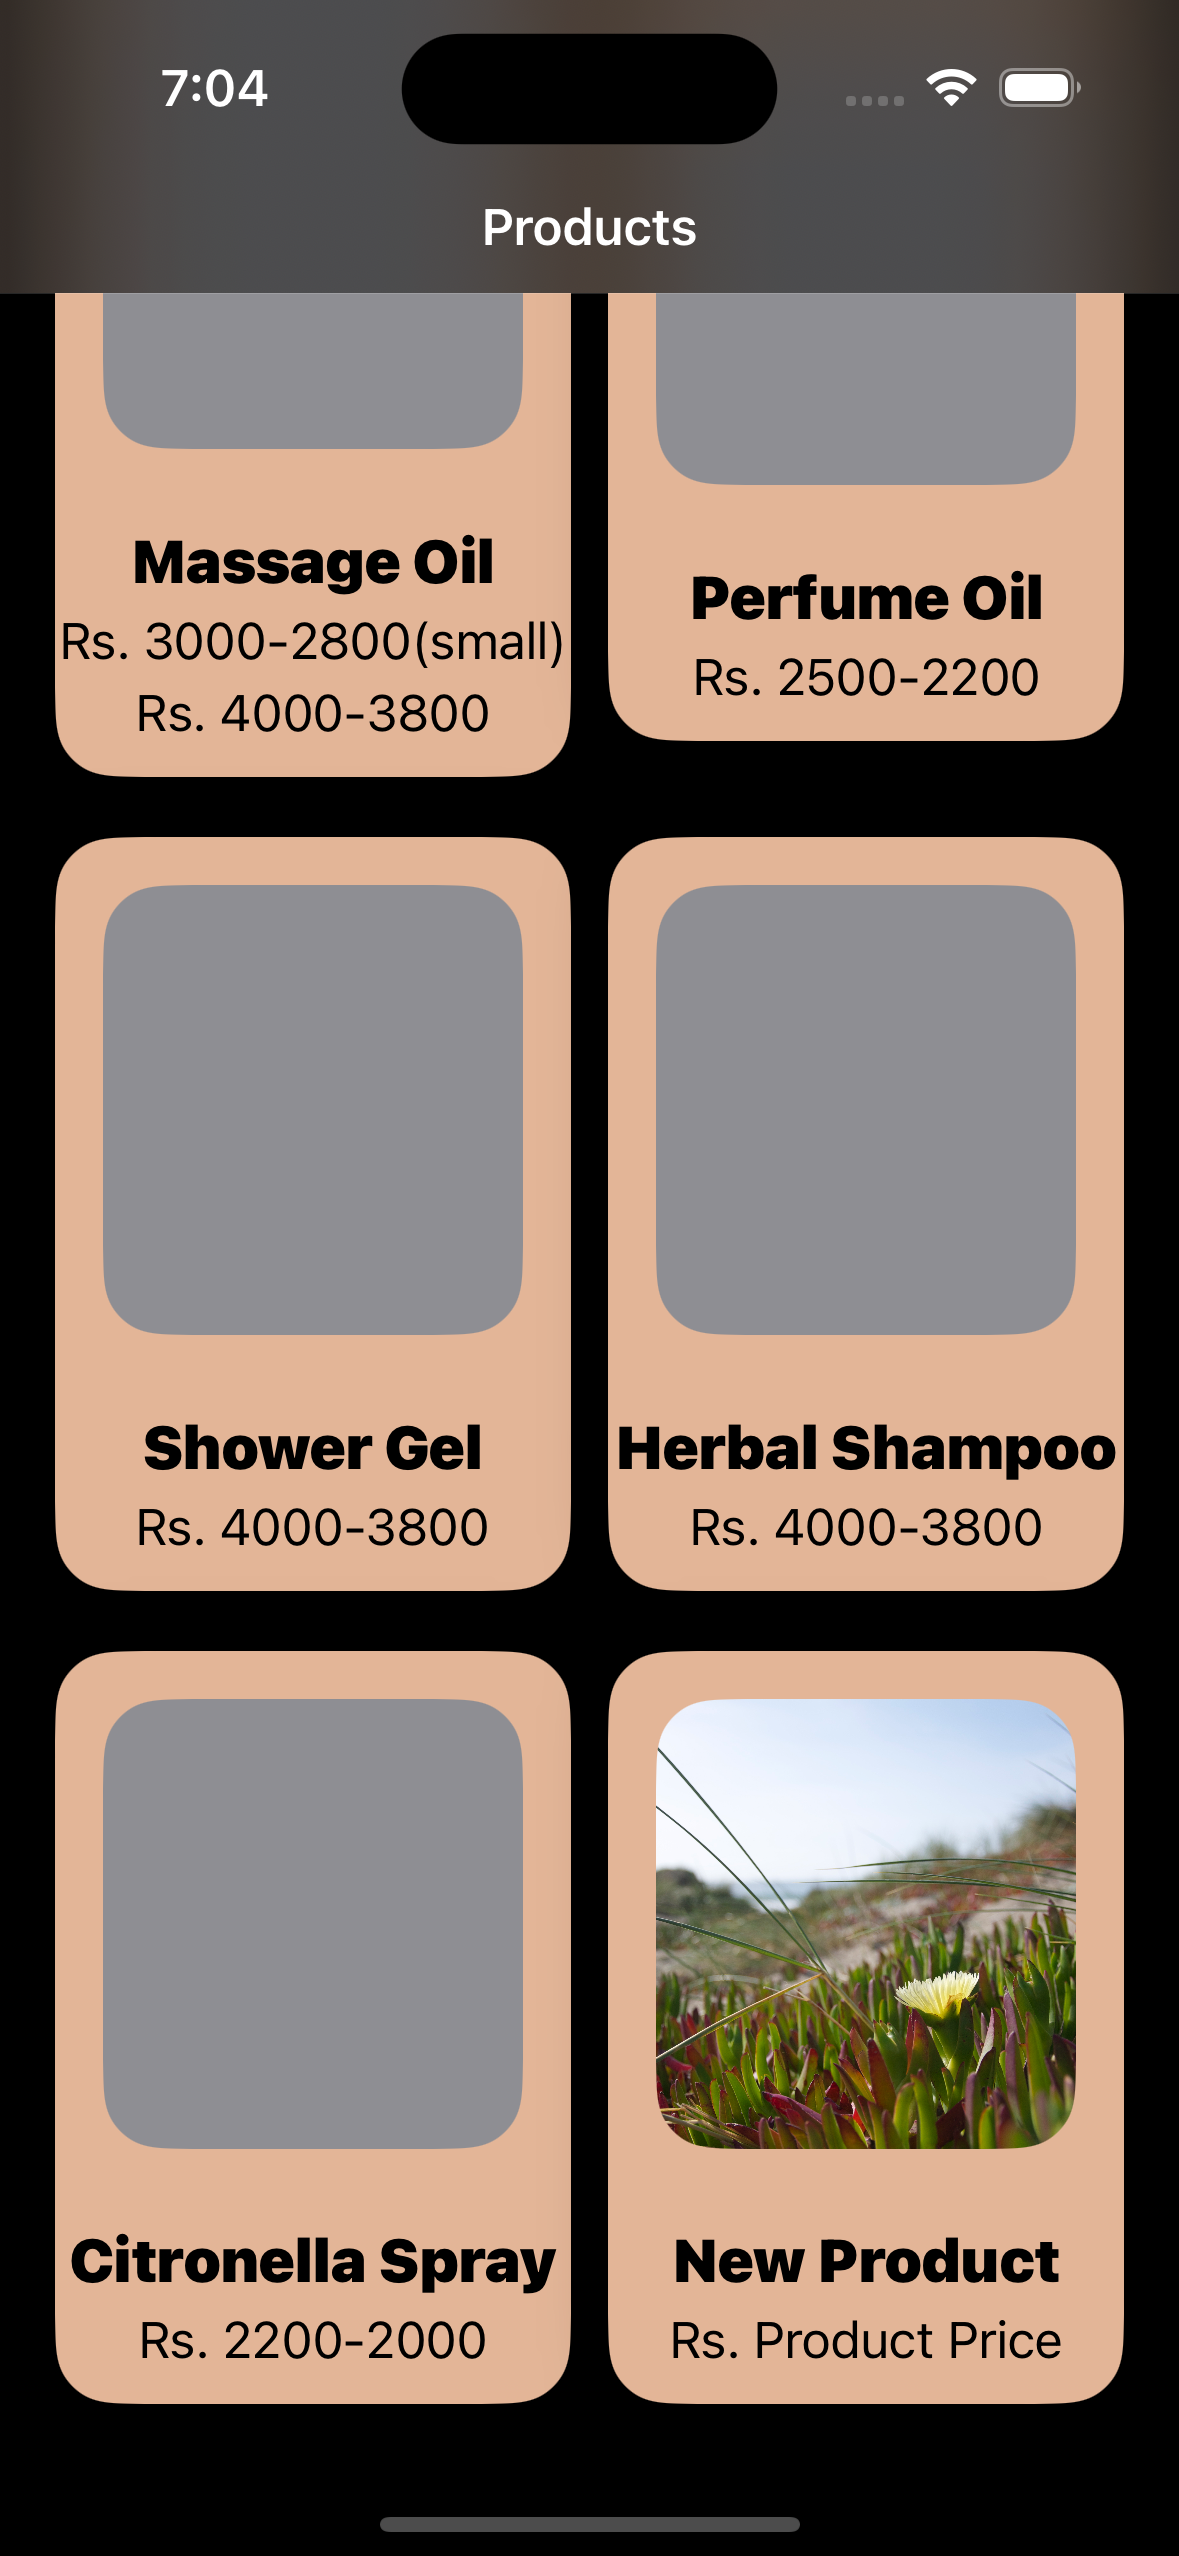 7:04
Products
Massage Oil
Rs. 3000-2800(small)
Rs. 4000-3800
Perfume Oil
Rs. 2500-2200
Shower Gel
Rs. 4000-3800
Herbal Shampoo
Rs. 4000-3800
Citronella Spray
Rs. 2200-2000
New Product
Rs. Product Price